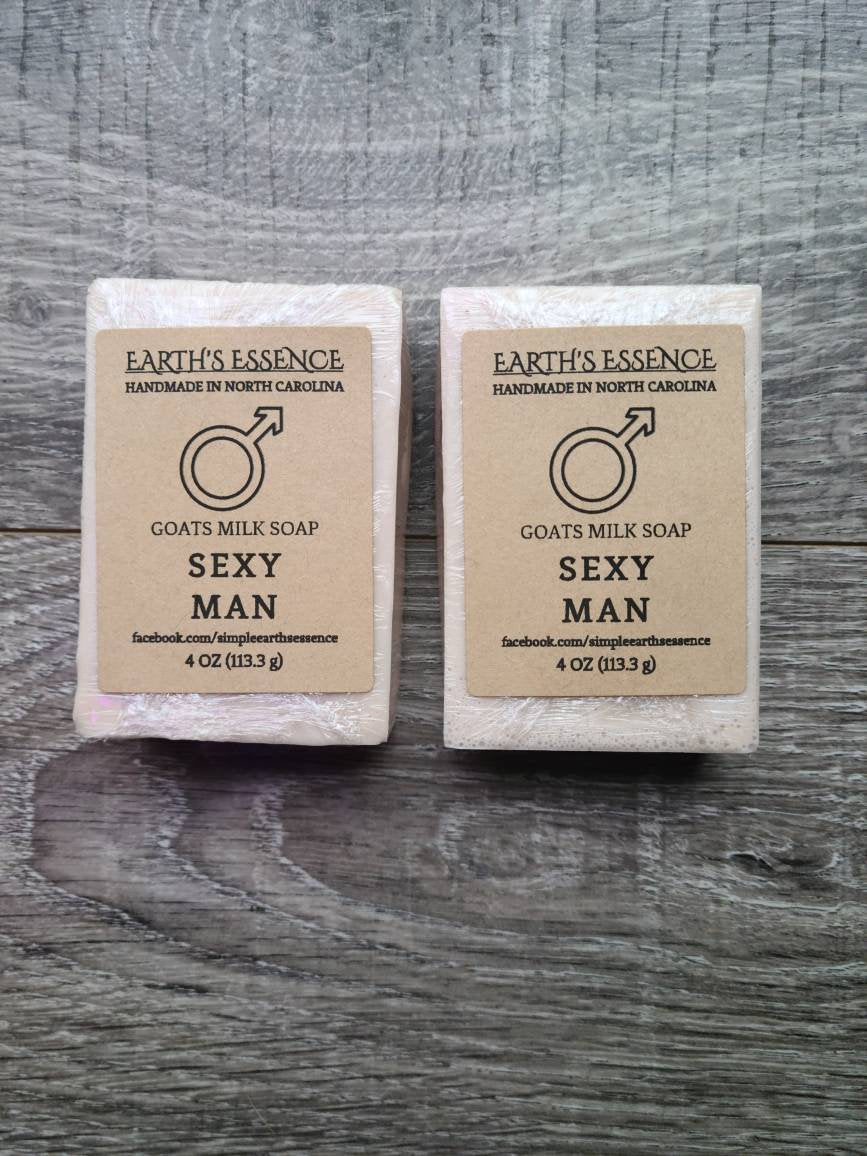 EARTH'S ESSENCE
HANDMADE IN NORTH CAROLINA
GOATS MILK SOAP
SEXY
MAN
facebook.com/simpleearthsessence
4 OZ (113.3 g)
EARTH'S ESSENCE
HANDMADE IN NORTH CAROLINA
GOATS MILK SOAP
SEXY
MAN
facebook.com/simpleearthsessence
4 OZ (113.3 g)